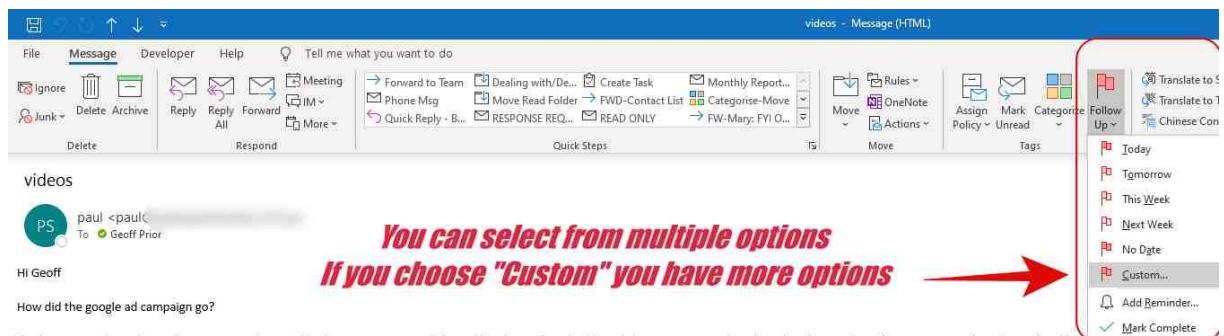 videos - Message (HTML)
File Message Developer Help Tell me what you want to do
Ignore
Junk
Delete Archive
Delete
Reply Reply All Forward
Meeting
IM
More
Respond
Forward to Team Dealing with/De... Create Task Monthly Report...
Phone Msg Move Read Folder FWD-Contact List Categorise-Move
Quick Reply - B... RESPONSE REQ... READ ONLY FW-Mary: FYI O...
Quick Steps
Move
Rules
OneNote
Actions
Move
Assign Policy Mark Unread Categorize Follow Up
Tags
Translate to S
Translate to T
Chinese Con
Today
Tomorrow
This Week
Next Week
No Date
Custom...
Add Reminder...
Mark Complete
videos
PS
paul <paul
To Geoff Prior
You can select from multiple options
If you choose "Custom" you have more options
Hi Geoff
How did the google ad campaign go?